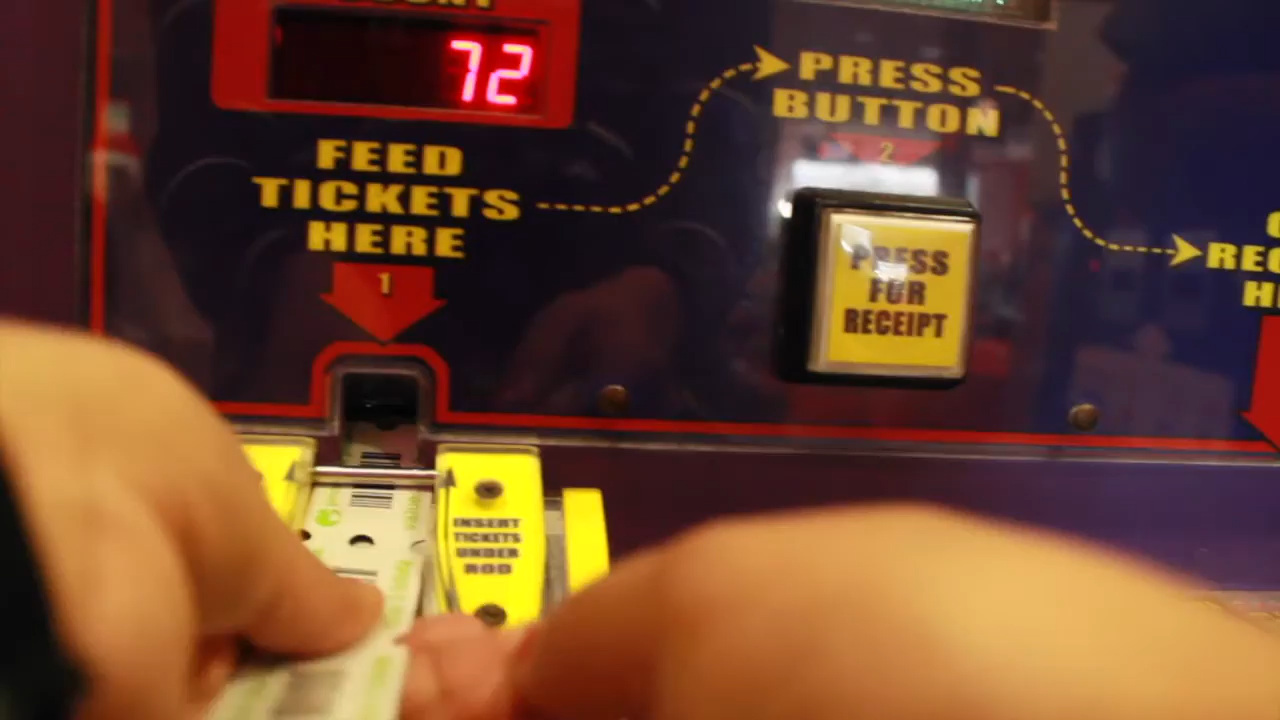 72
FEED
TICKETS
HERE
1
PRESS
BUTTON
2
PRESS
FOR
RECEIPT
INSERT
TICKETS
UNDER
ROD